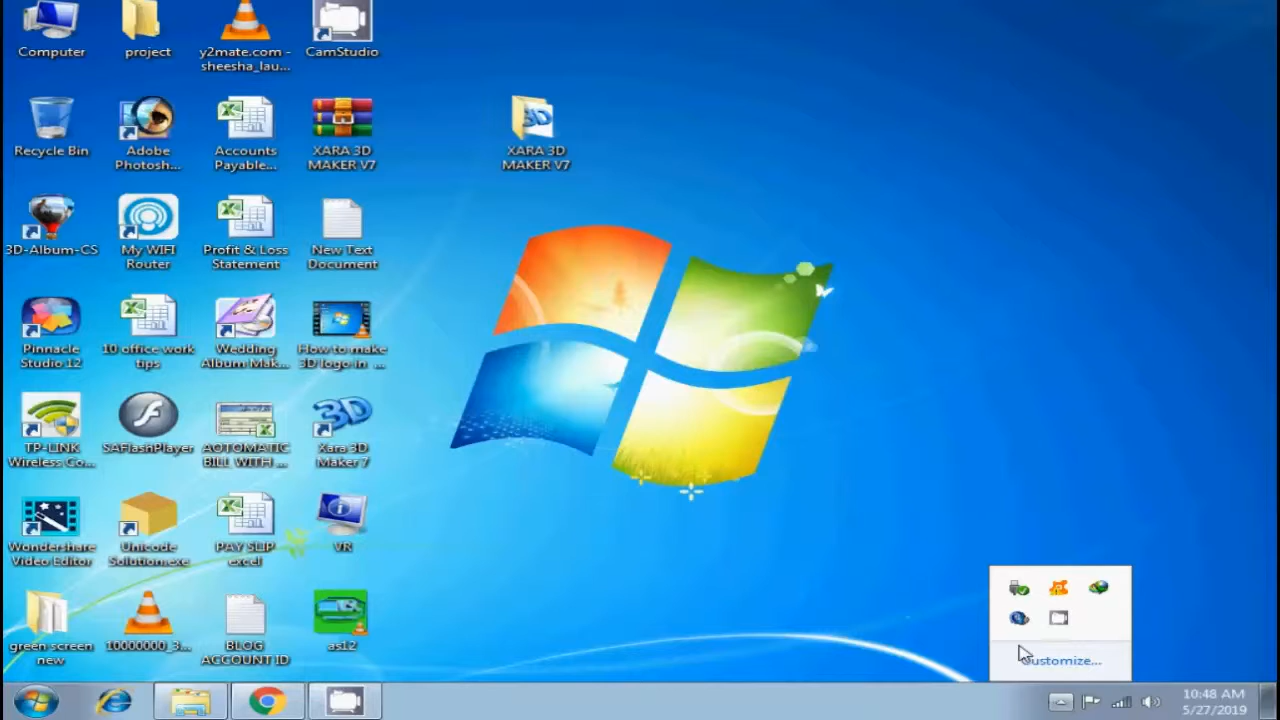 Computer
project
y2mate.com -
sheesha_lau...
CamStudio
Recycle Bin
Adobe
Photosh...
Accounts
Payable...
XARA 3D
MAKER V7
XARA 3D
MAKER V7
3D-Album-CS
My WIFI
Router
Profit & Loss
Statement
New Text
Document
Pinnacle
Studio 12
10 office work
tips
Wedding
Album Mak...
How to make
3D logo in ...
TP-LINK
Wireless Co...
SAFlashPlayer
AOTOMATIC
BILL WITH ...
Xara 3D
Maker 7
Wondershare
Video Editor
Unicode
Solution.exe
PAY SLIP
excel
VR
green screen
new
10000000_3...
BLOG
ACCOUNT ID
as12
Customize...
10:48 AM
5/27/2019